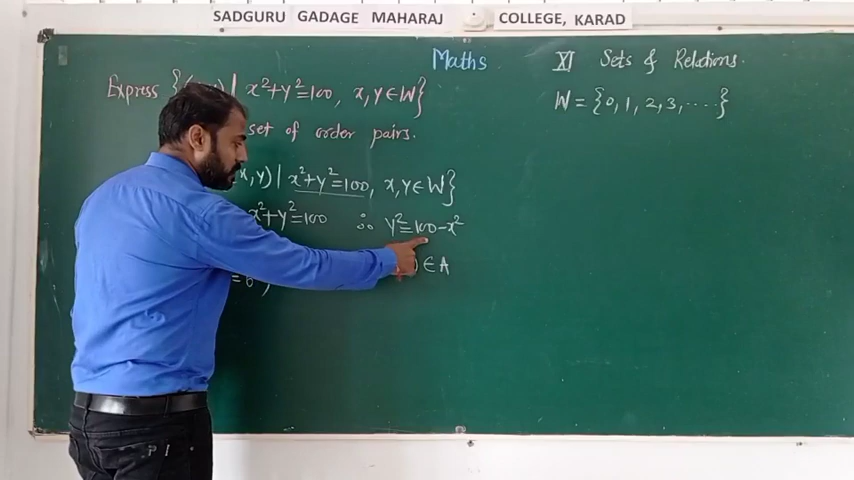 SADGURU GADAGE MAHARAJ COLLEGE, KARAD
Maths XI Sets & Relations.
Express {( | x²+y²=100, x,y∈W}
set of order pairs.
W = {0, 1, 2, 3, ....}
x, y) | x²+y²=100, x,y∈W}
x²+y²=100 ∴ y²=100-x²
) ∈ A